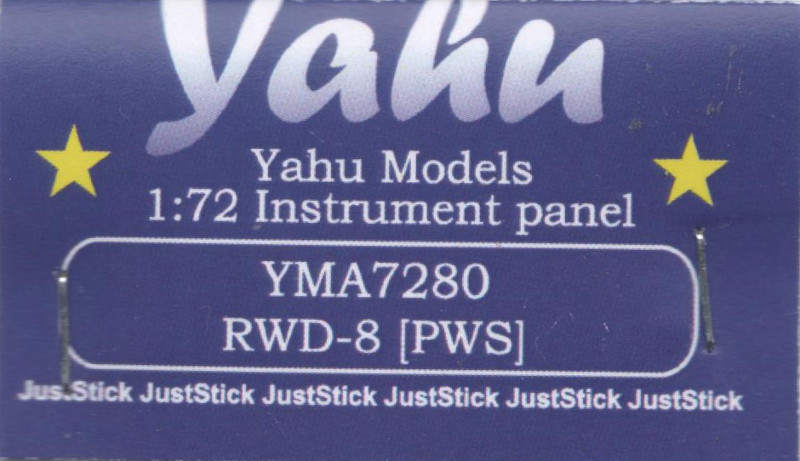 Yahu
Yahu Models
1:72 Instrument panel
YMA7280
RWD-8 [PWS]
JustStick JustStick JustStick JustStick JustStick JustStick